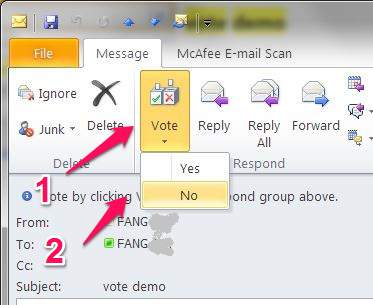 vote demo
File Message McAfee E-mail Scan
Ignore
Junk
Delete
Vote
Reply
Reply All
Forward
Delete
Respond
Yes
No
1
2
Vote by clicking V ond group above.
From: FANG
To: FANG
Cc:
Subject: vote demo